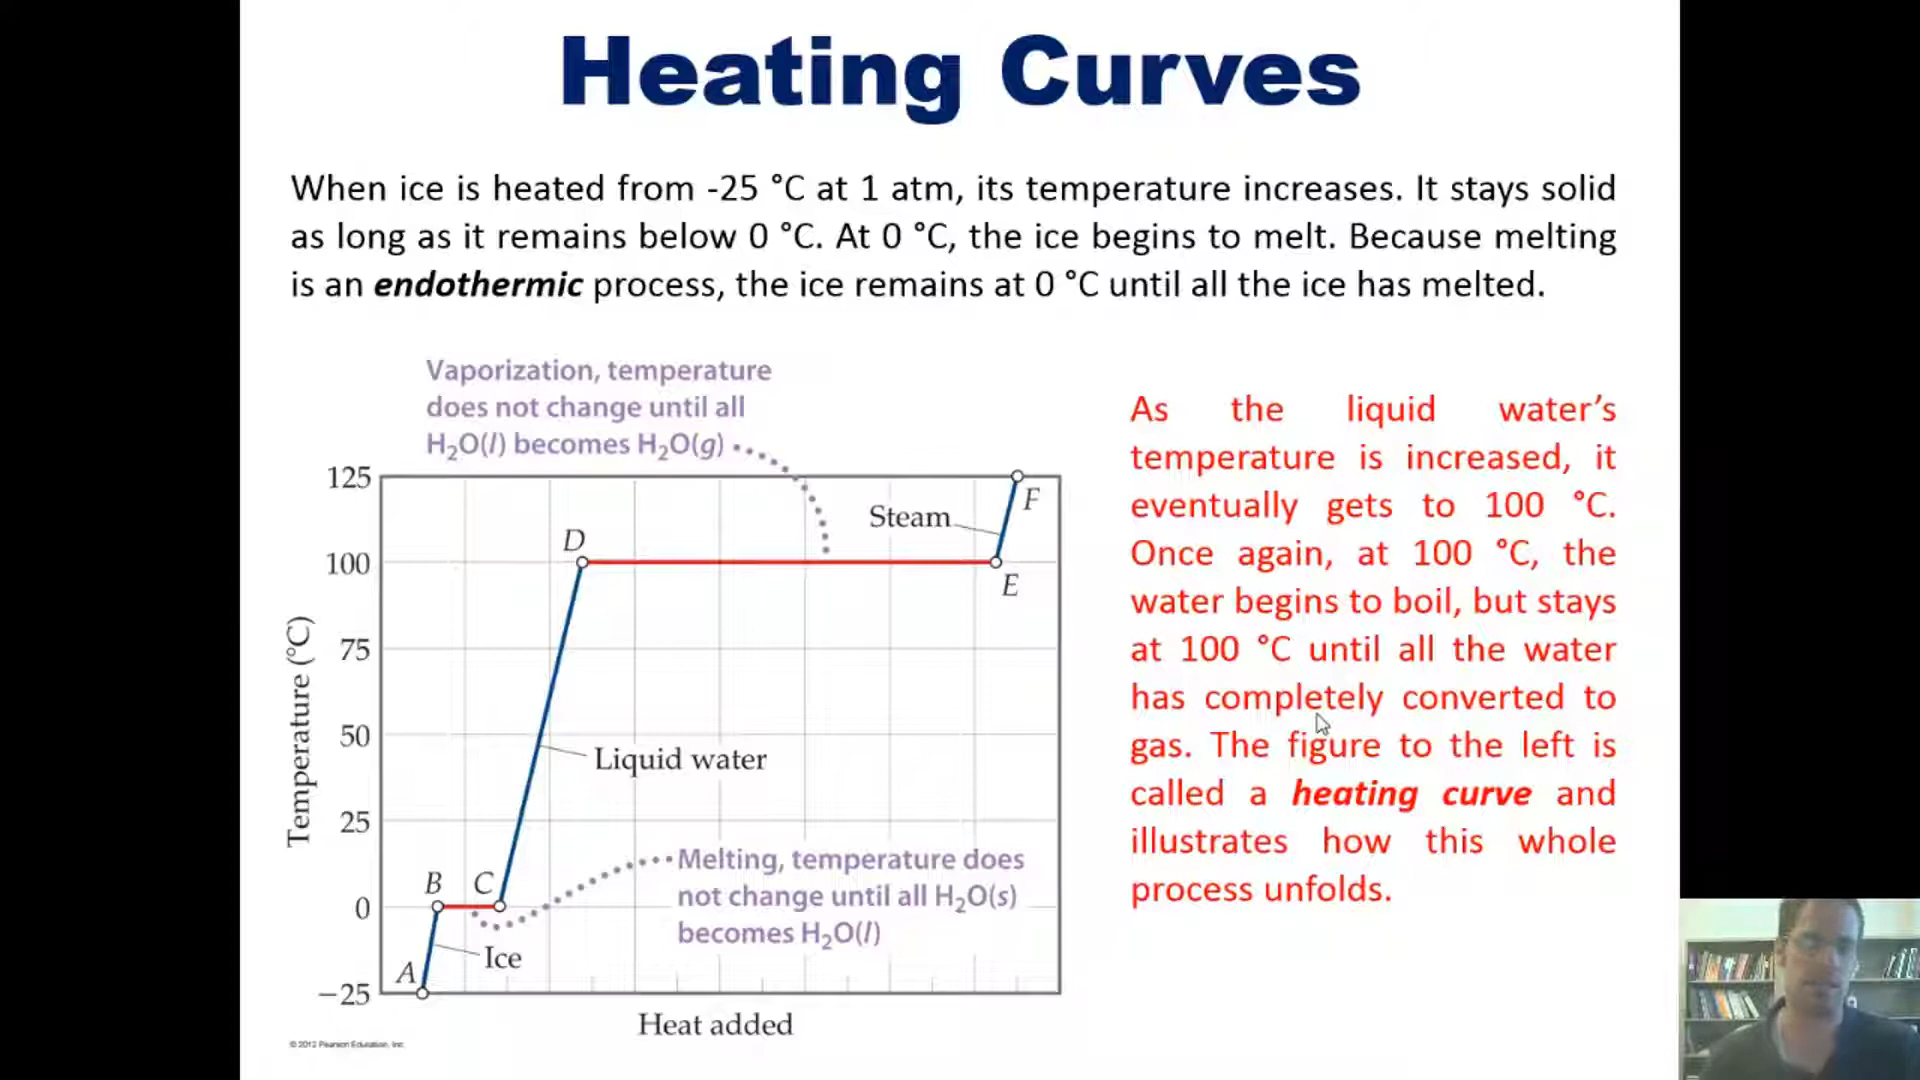 Heating Curves
When ice is heated from -25 °C at 1 atm, its temperature increases. It stays solid
as long as it remains below 0 °C. At 0 °C, the ice begins to melt. Because melting
is an endothermic process, the ice remains at 0 °C until all the ice has melted.
Vaporization, temperature
does not change until all
H₂O(l) becomes H₂O(g)
125
100
75
50
25
0
−25
Temperature (°C)
A
B
C
D
E
F
Steam
Liquid water
Ice
Melting, temperature does
not change until all H₂O(s)
becomes H₂O(l)
Heat added
© 2012 Pearson Education, Inc.
As the liquid water’s
temperature is increased, it
eventually gets to 100 °C.
Once again, at 100 °C, the
water begins to boil, but stays
at 100 °C until all the water
has completely converted to
gas. The figure to the left is
called a heating curve and
illustrates how this whole
process unfolds.